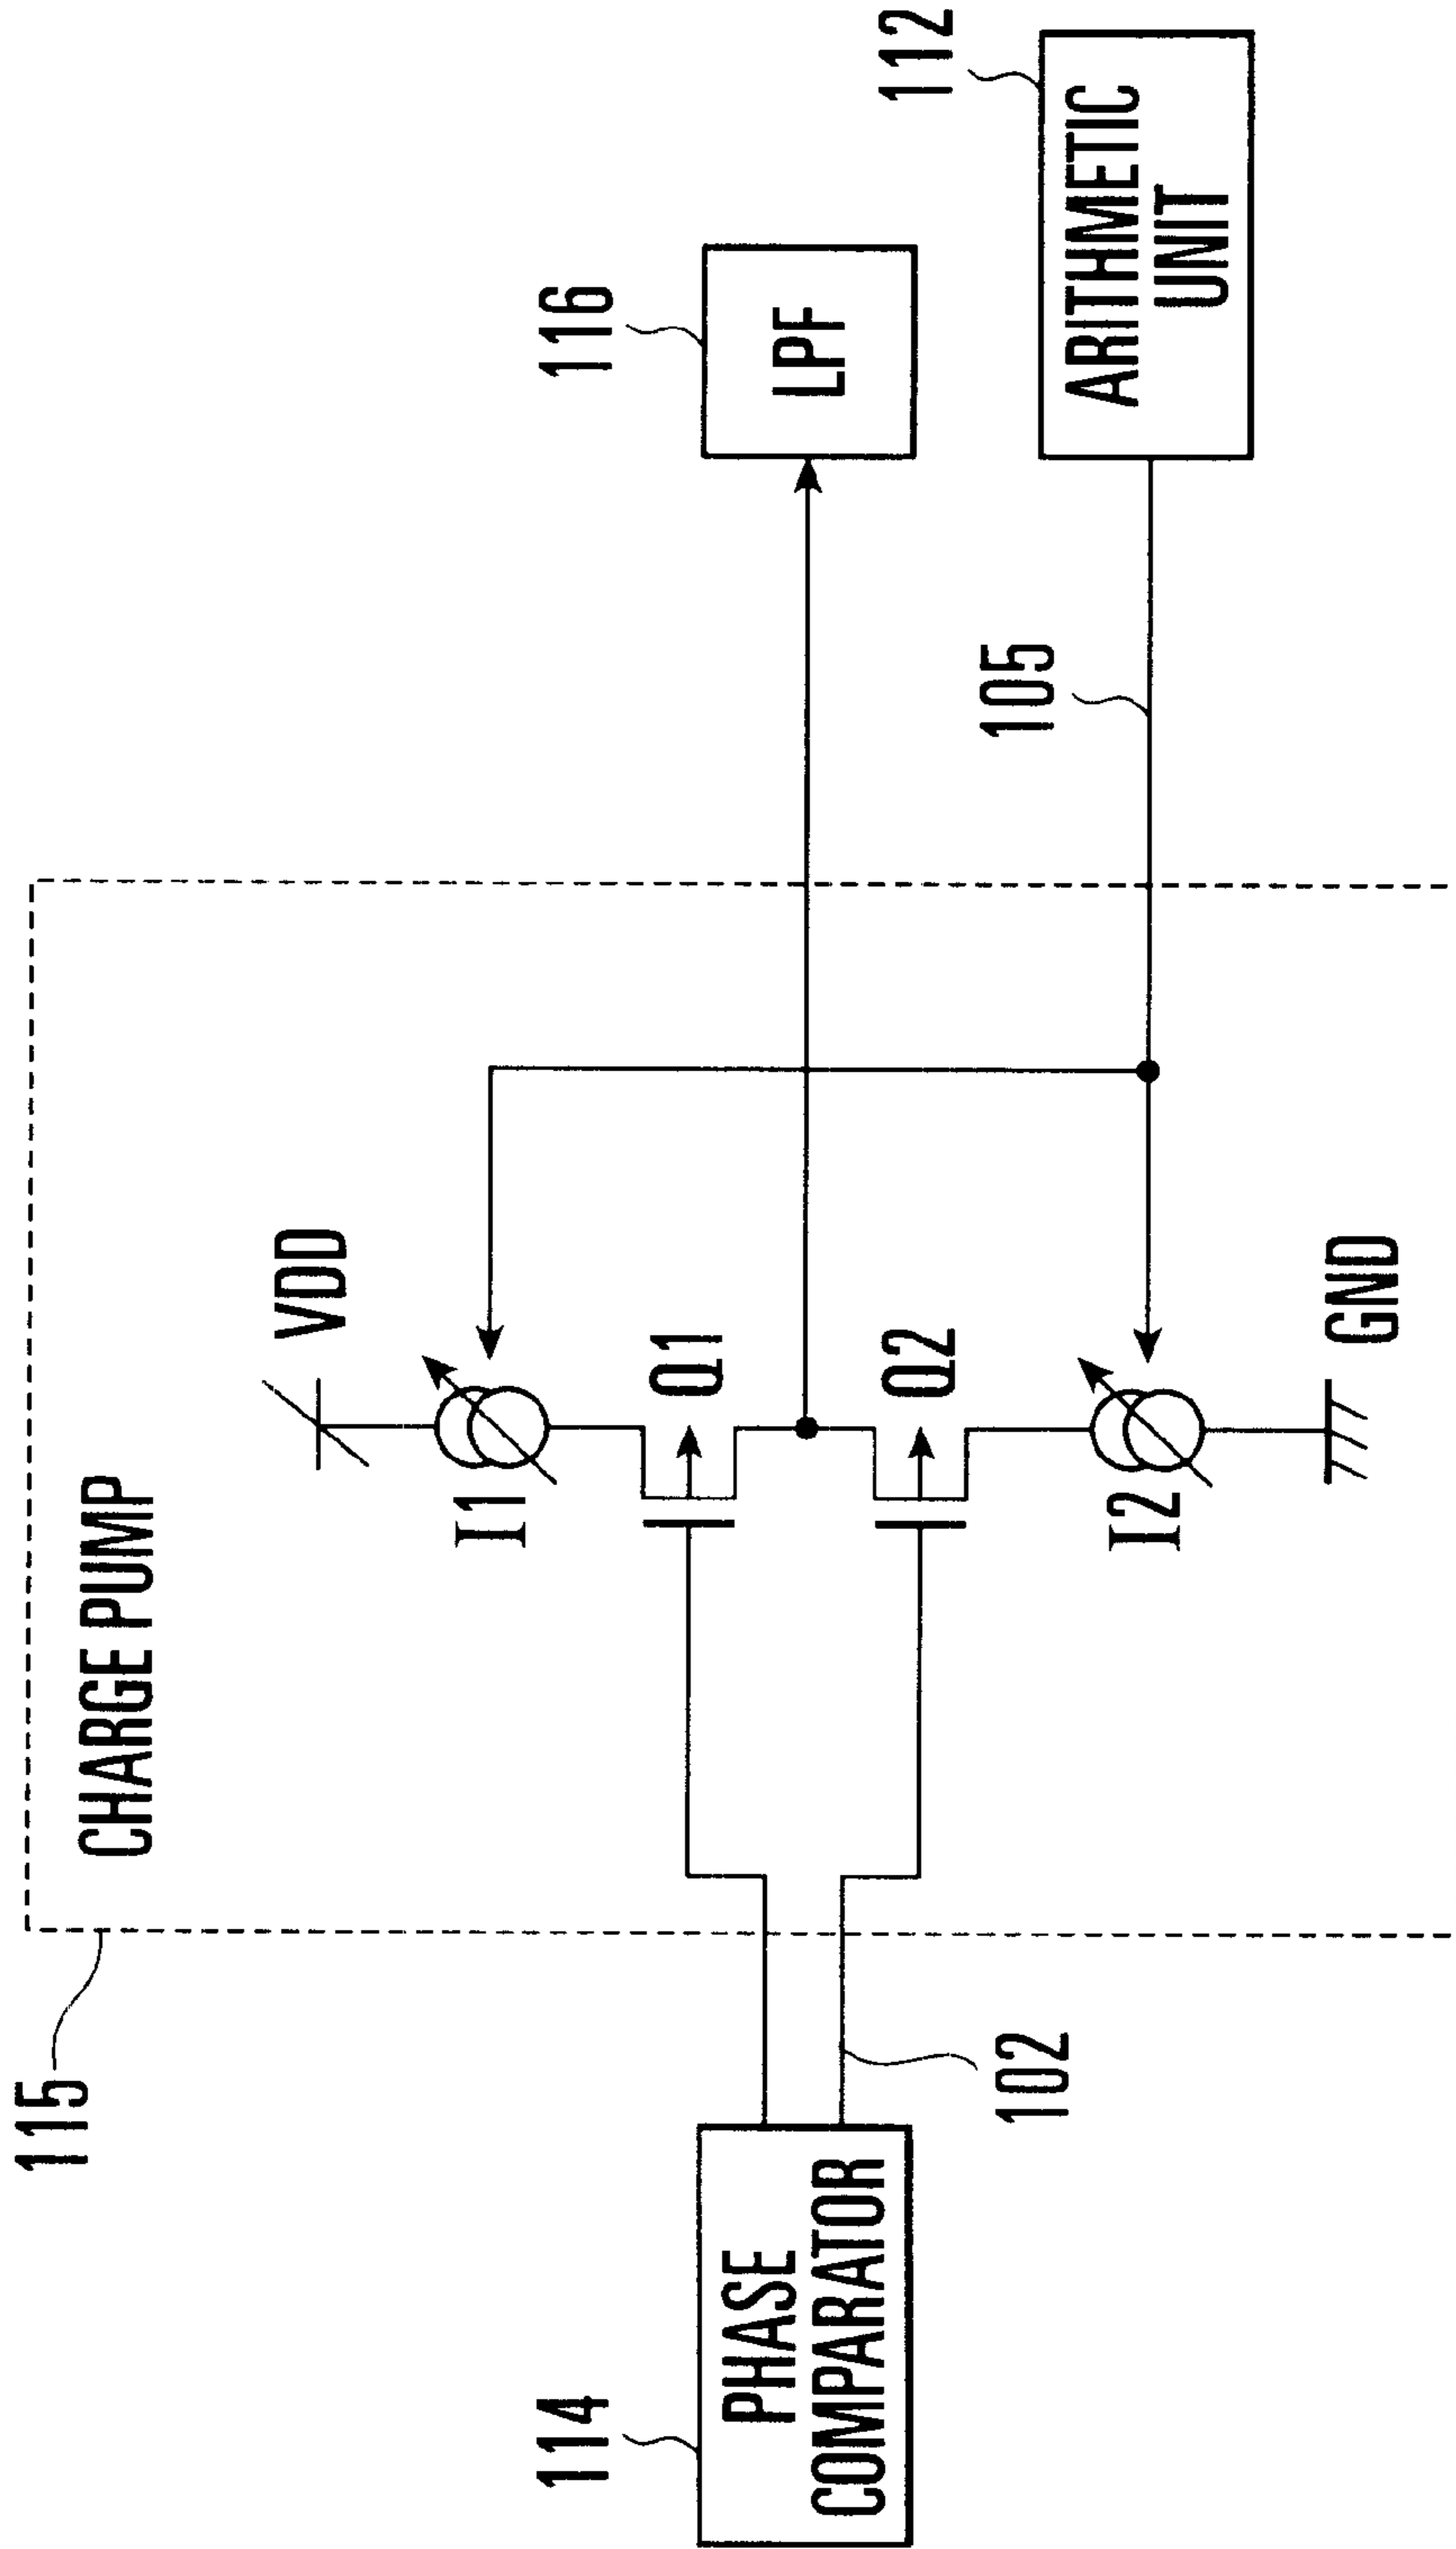 115
CHARGE PUMP
VDD
I1
Q1
Q2
I2
GND
114
PHASE
COMPARATOR
102
116
LPF
105
112
ARITHMETIC
UNIT